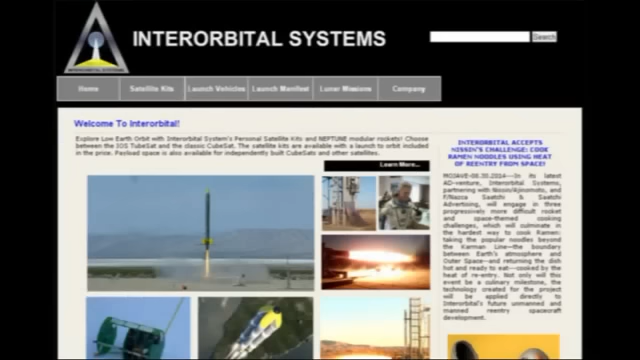 INTERORBITAL SYSTEMS
INTERORBITAL SYSTEMS
Search
Home
Satellite Kits
Launch Vehicles
Launch Manifest
Lunar Missions
Company
Welcome To Interorbital!
Explore Low Earth Orbit with Interorbital System's Personal Satellite Kits and NEPTUNE modular rockets! Choose
between the IOS TubeSat and the classic CubeSat. The satellite kits are available with a launch to orbit included
in the price. Payload space is also available for independently built CubeSats and other satellites.
Learn More...
INTERORBITAL ACCEPTS
NISSIN'S CHALLENGE: COOK
RAMEN NOODLES USING HEAT
OF REENTRY FROM SPACE!
MOJAVE-08.30.2014—In its latest
AD-venture, Interorbital Systems,
partnering with Nissin/Ajinomoto, and
F/Nazca Saatchi & Saatchi
Advertising, will engage in three
progressively more difficult rocket
and space-themed cooking
challenges, which will culminate in
the hardest way to cook Ramen:
taking the popular noodles beyond
the Karman Line—the boundary
between Earth's atmosphere and
Outer Space—and returning the dish
hot and ready to eat—cooked by the
heat of re-entry. Not only will this
event be a culinary milestone, the
technology created for the project
will be applied directly to
Interorbital's future unmanned and
manned reentry spacecraft
development.